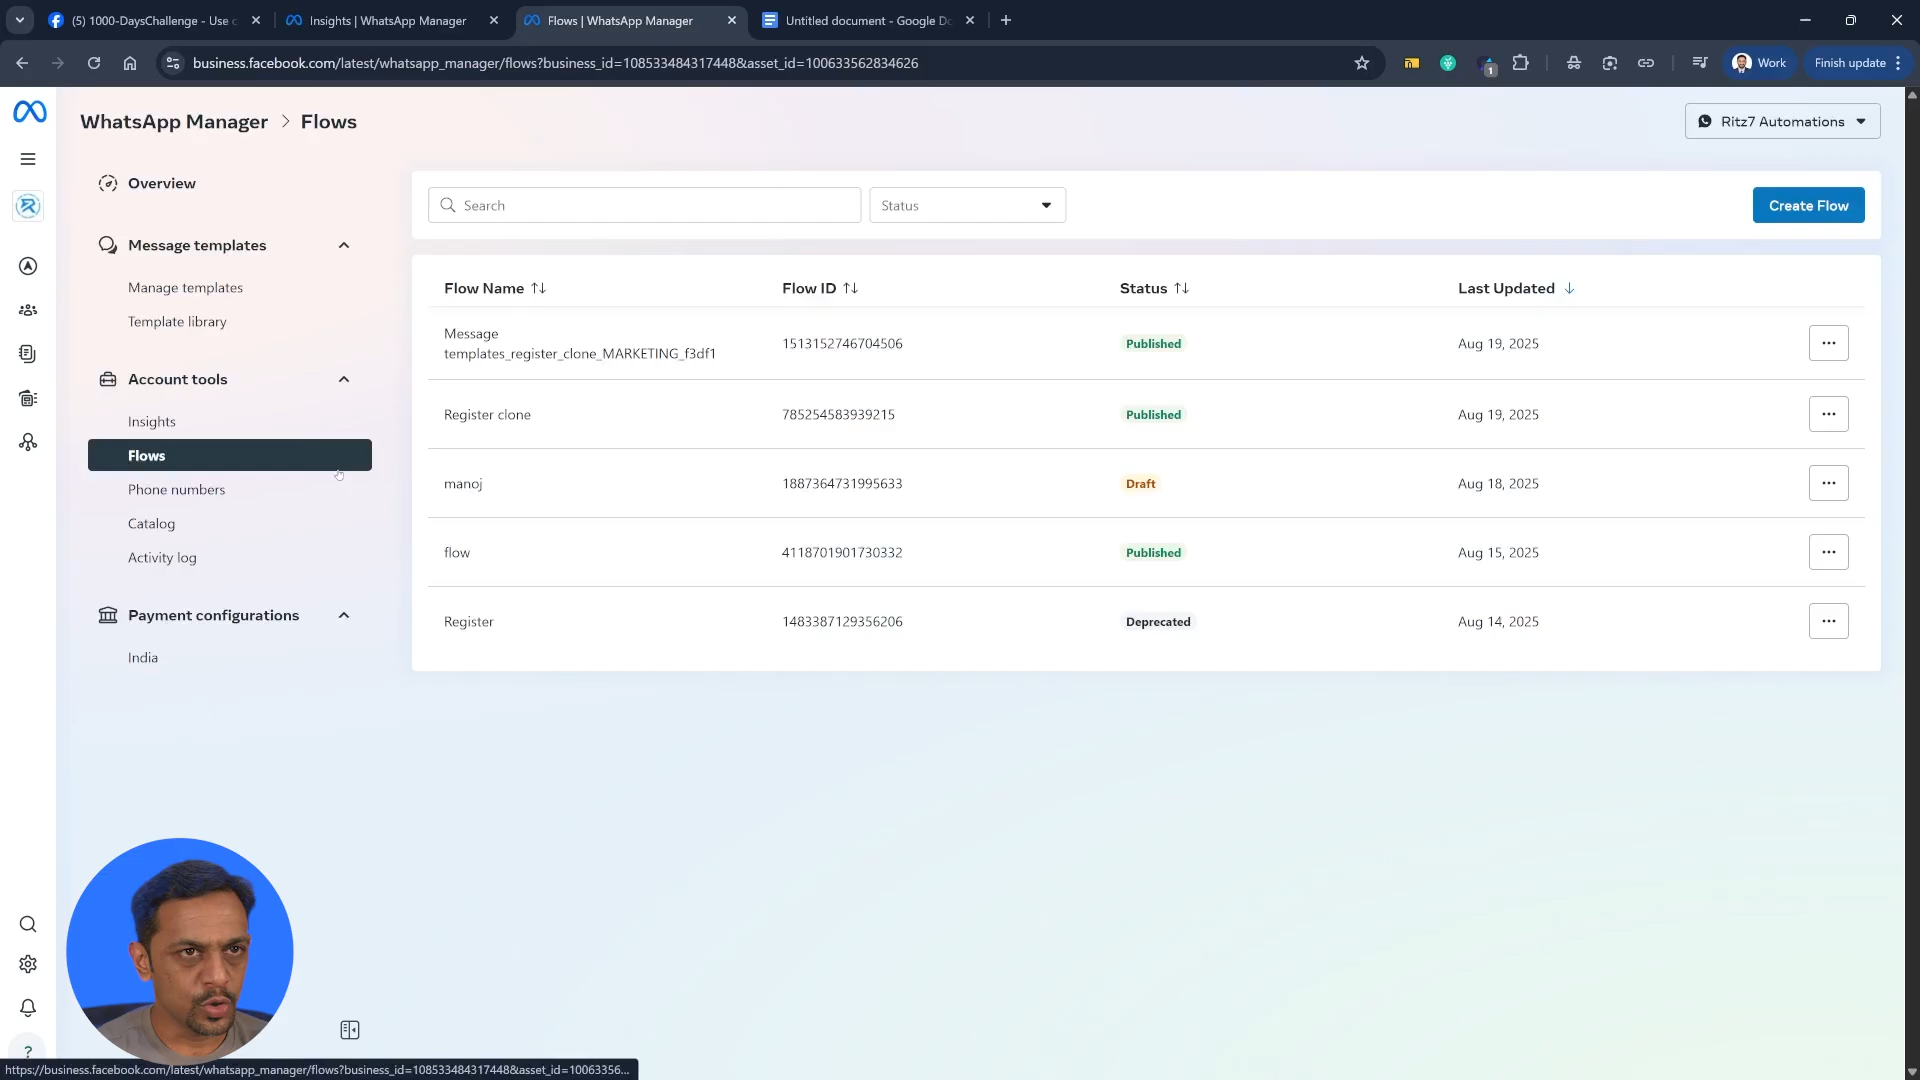 (5) 1000-DaysChallenge - Use c
Insights | WhatsApp Manager
Flows | WhatsApp Manager
Untitled document - Google Do
business.facebook.com/latest/whatsapp_manager/flows?business_id=108533484317448&asset_id=100633562834626
1
Work
Finish update
WhatsApp Manager > Flows
Ritz7 Automations
Overview
Message templates
Manage templates
Template library
Account tools
Insights
Flows
Phone numbers
Catalog
Activity log
Payment configurations
India
Search
Status
Create Flow
Flow Name
Flow ID
Status
Last Updated
Message
templates_register_clone_MARKETING_f3df1
1513152746704506
Published
Aug 19, 2025
Register clone
785254583939215
Published
Aug 19, 2025
manoj
1887364731995633
Draft
Aug 18, 2025
flow
4118701901730332
Published
Aug 15, 2025
Register
1483387129356206
Deprecated
Aug 14, 2025
?
https://business.facebook.com/latest/whatsapp_manager/flows?business_id=108533484317448&asset_id=10063356...